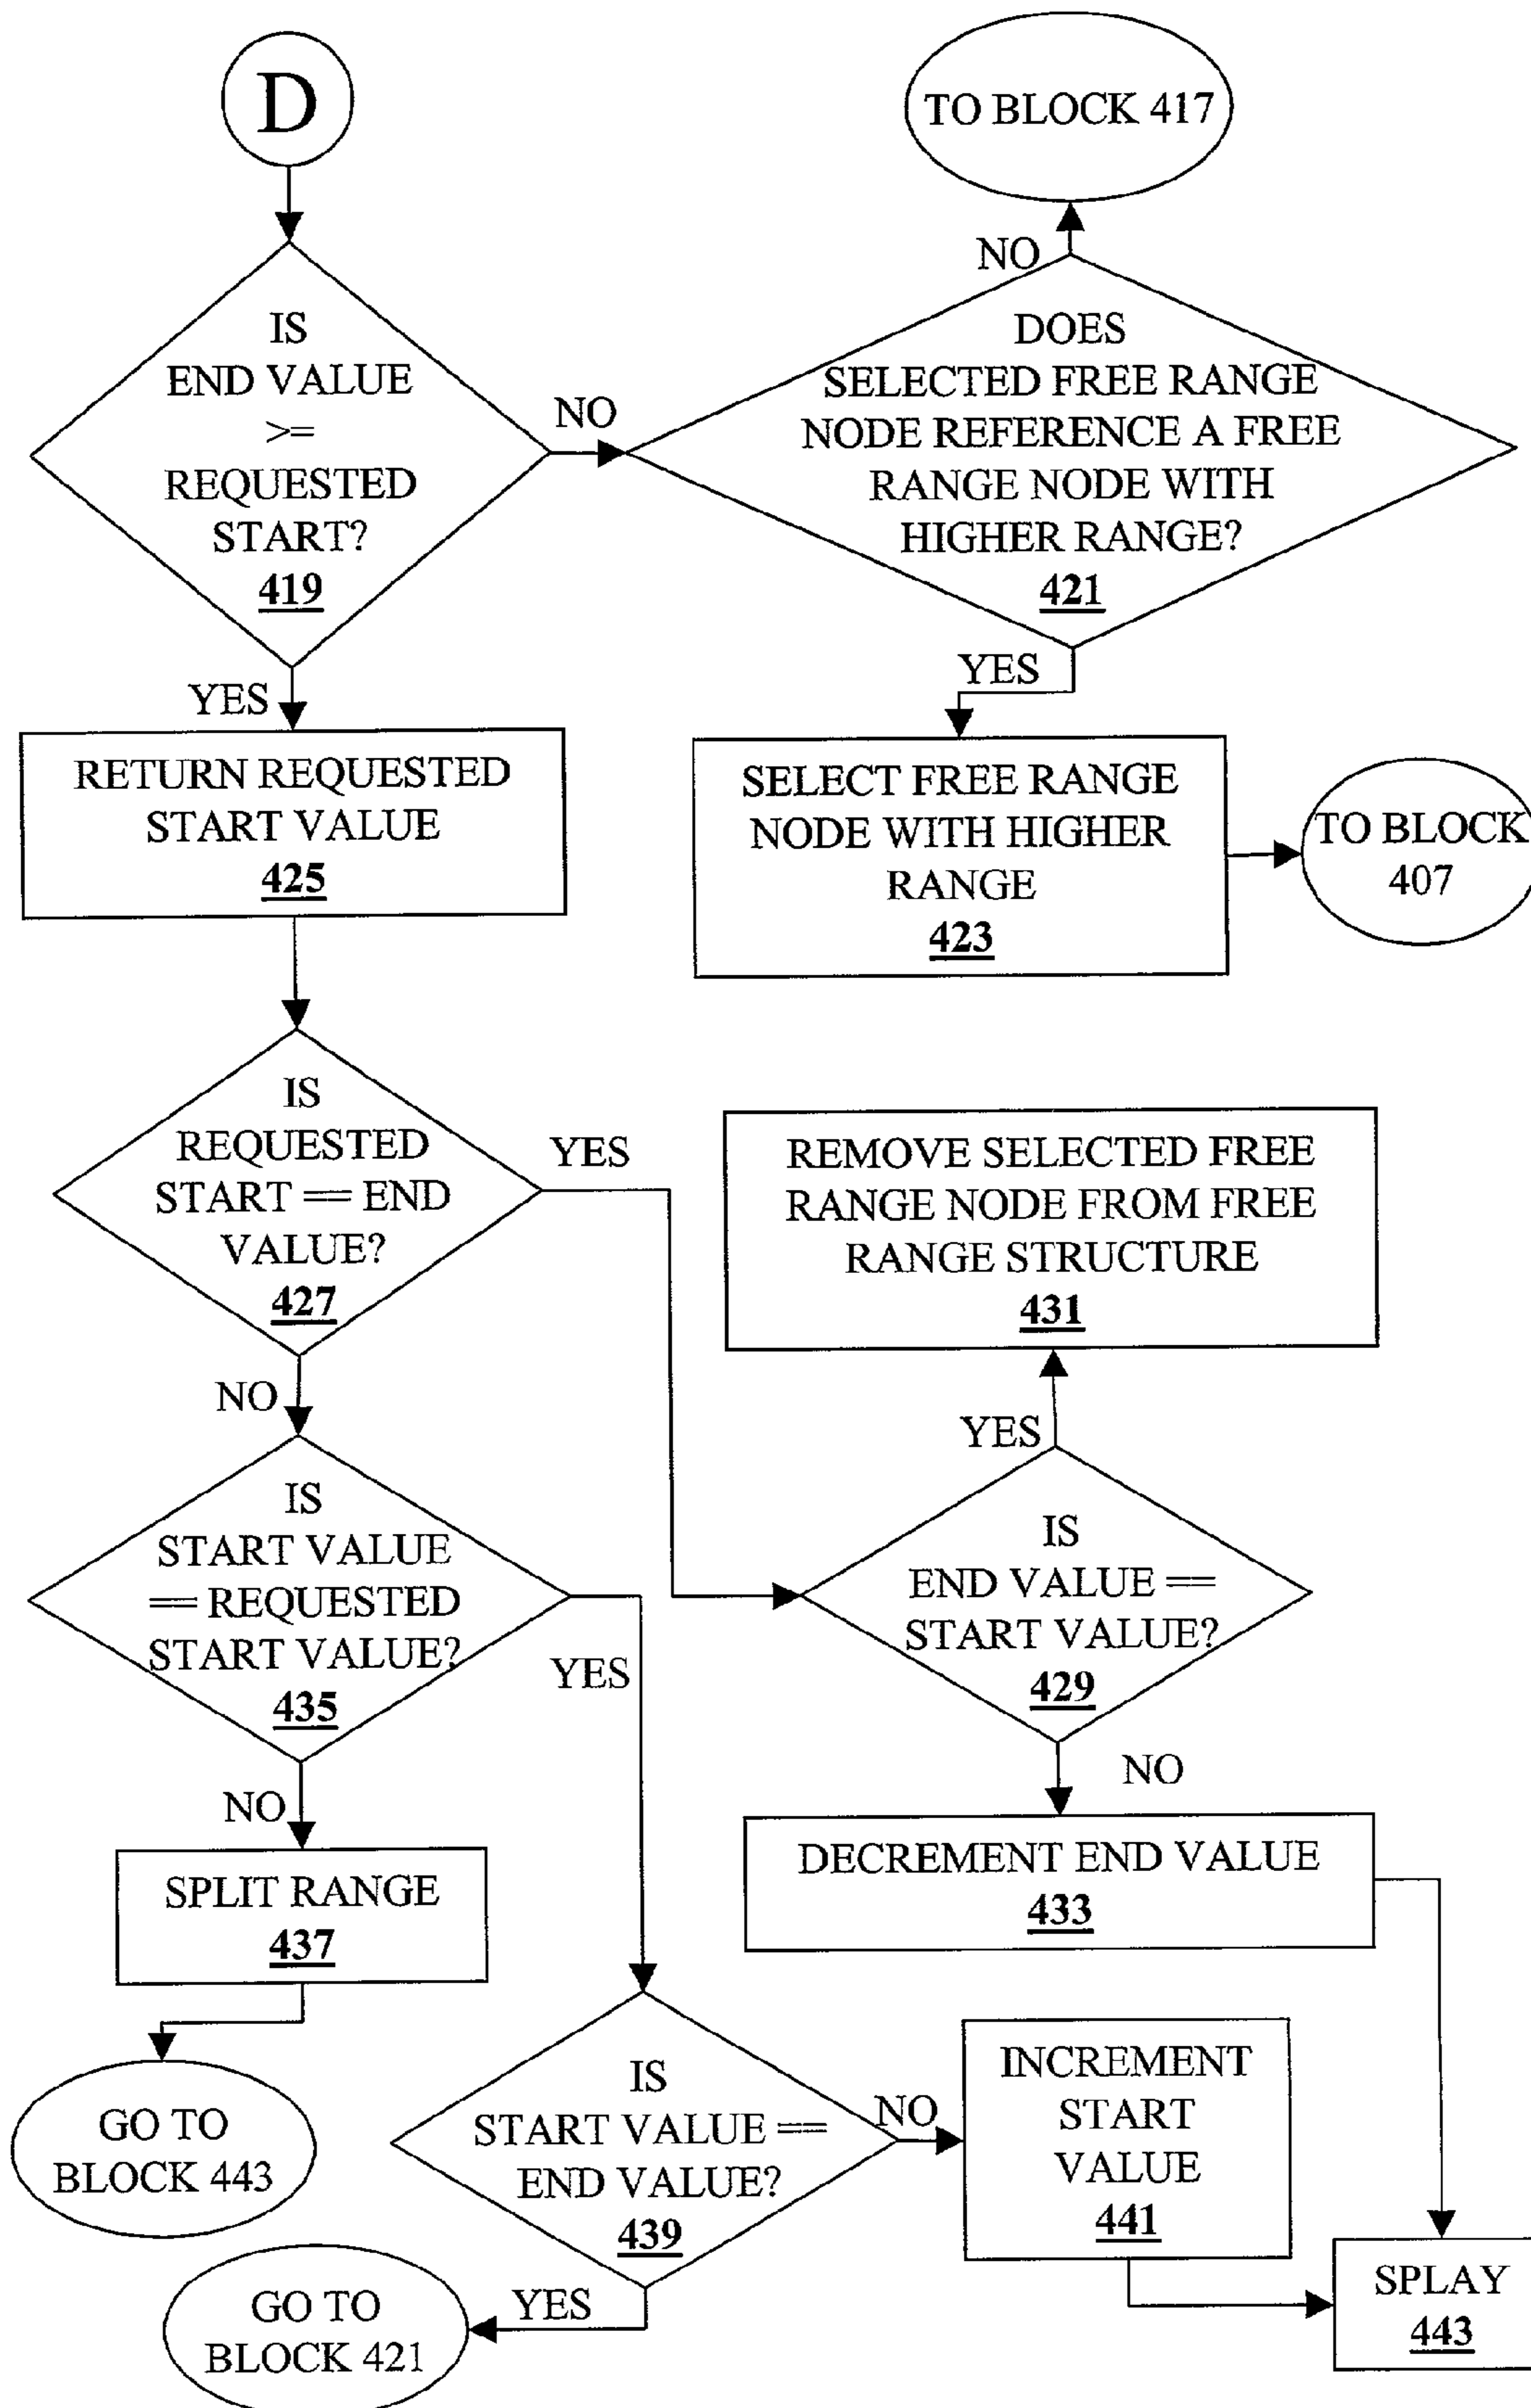 D
TO BLOCK 417
IS
END VALUE
>=
REQUESTED
START?
419
NO
NO
DOES
SELECTED FREE RANGE
NODE REFERENCE A FREE
RANGE NODE WITH
HIGHER RANGE?
421
YES
YES
RETURN REQUESTED
START VALUE
425
SELECT FREE RANGE
NODE WITH HIGHER
RANGE
423
TO BLOCK
407
IS
REQUESTED
START == END
VALUE?
427
YES
NO
REMOVE SELECTED FREE
RANGE NODE FROM FREE
RANGE STRUCTURE
431
YES
IS
START VALUE
== REQUESTED
START VALUE?
435
YES
NO
IS
END VALUE ==
START VALUE?
429
NO
SPLIT RANGE
437
DECREMENT END VALUE
433
GO TO
BLOCK 443
IS
START VALUE ==
END VALUE?
439
NO
INCREMENT
START
VALUE
441
YES
GO TO
BLOCK 421
SPLAY
443